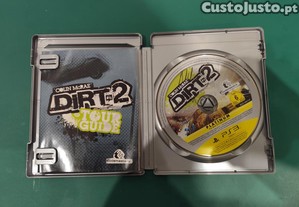 CustoJusto.pt
COLIN McRAE
DiRT 2
TOUR
GUIDE
COLIN McRAE
DiRT 2
PLATINUM
PS3